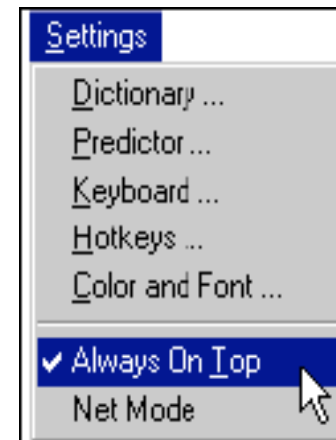 Settings
Dictionary ...
Predictor ...
Keyboard ...
Hotkeys ...
Color and Font ...
Always On Top
Net Mode